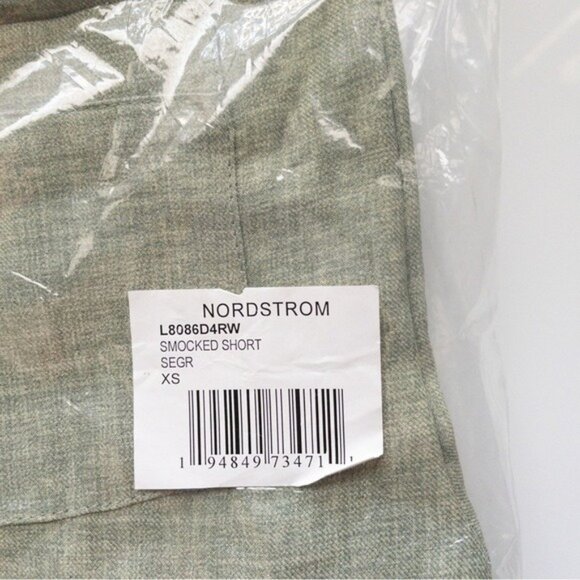 NORDSTROM
L8086D4RW
SMOCKED SHORT
SEGR
XS
1 94849 73471 1